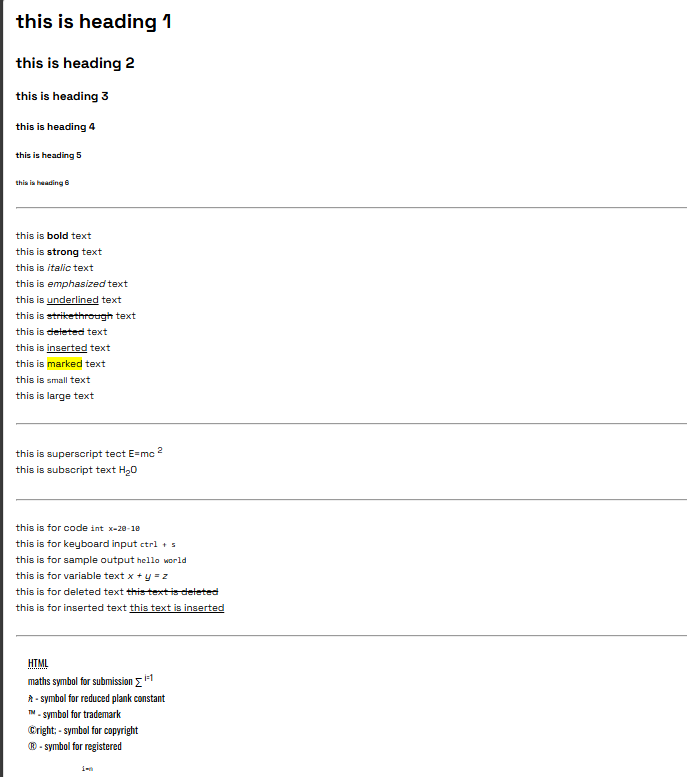 this is heading 1
this is heading 2
this is heading 3
this is heading 4
this is heading 5
this is heading 6
this is bold text
this is strong text
this is italic text
this is emphasized text
this is underlined text
this is strikethrough text
this is deleted text
this is inserted text
this is marked text
this is small text
this is large text
this is superscript tect E=mc ²
this is subscript text H₂O
this is for code int x=20-10
this is for keyboard input ctrl + s
this is for sample output hello world
this is for variable text x + y = z
this is for deleted text this text is deleted
this is for inserted text this text is inserted
HTML
maths symbol for submission ∑ i=1
ℏ - symbol for reduced plank constant
™ - symbol for trademark
©right; - symbol for copyright
® - symbol for registered
i=n